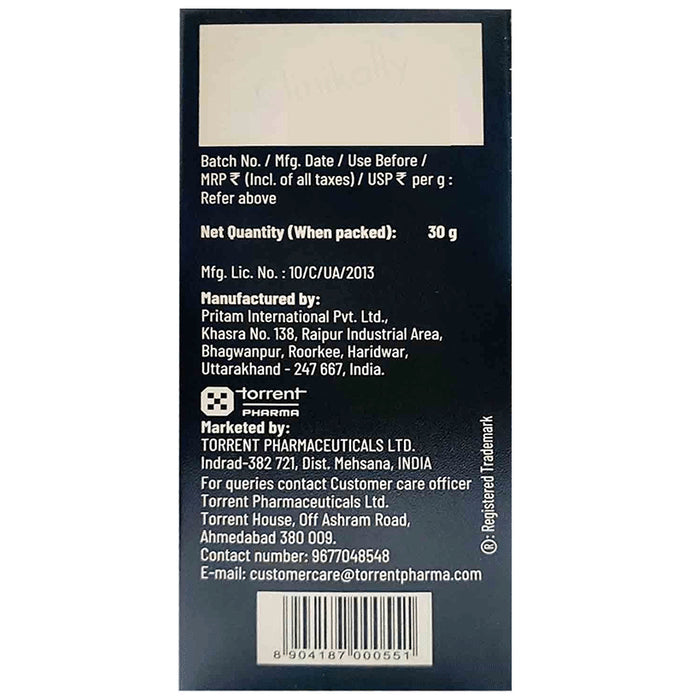 Clinikally
Batch No. / Mfg. Date / Use Before /
MRP ₹ (Incl. of all taxes) / USP ₹ per g :
Refer above
Net Quantity (When packed): 30 g
Mfg. Lic. No. : 10/C/UA/2013
Manufactured by:
Pritam International Pvt. Ltd.,
Khasra No. 138, Raipur Industrial Area,
Bhagwanpur, Roorkee, Haridwar,
Uttarakhand - 247 667, India.
torrent
PHARMA
Marketed by:
TORRENT PHARMACEUTICALS LTD.
Indrad-382 721, Dist. Mehsana, INDIA
For queries contact Customer care officer
Torrent Pharmaceuticals Ltd.
Torrent House, Off Ashram Road,
Ahmedabad 380 009.
Contact number: 9677048548
E-mail: customercare@torrentpharma.com
®: Registered Trademark
8 904187 000551